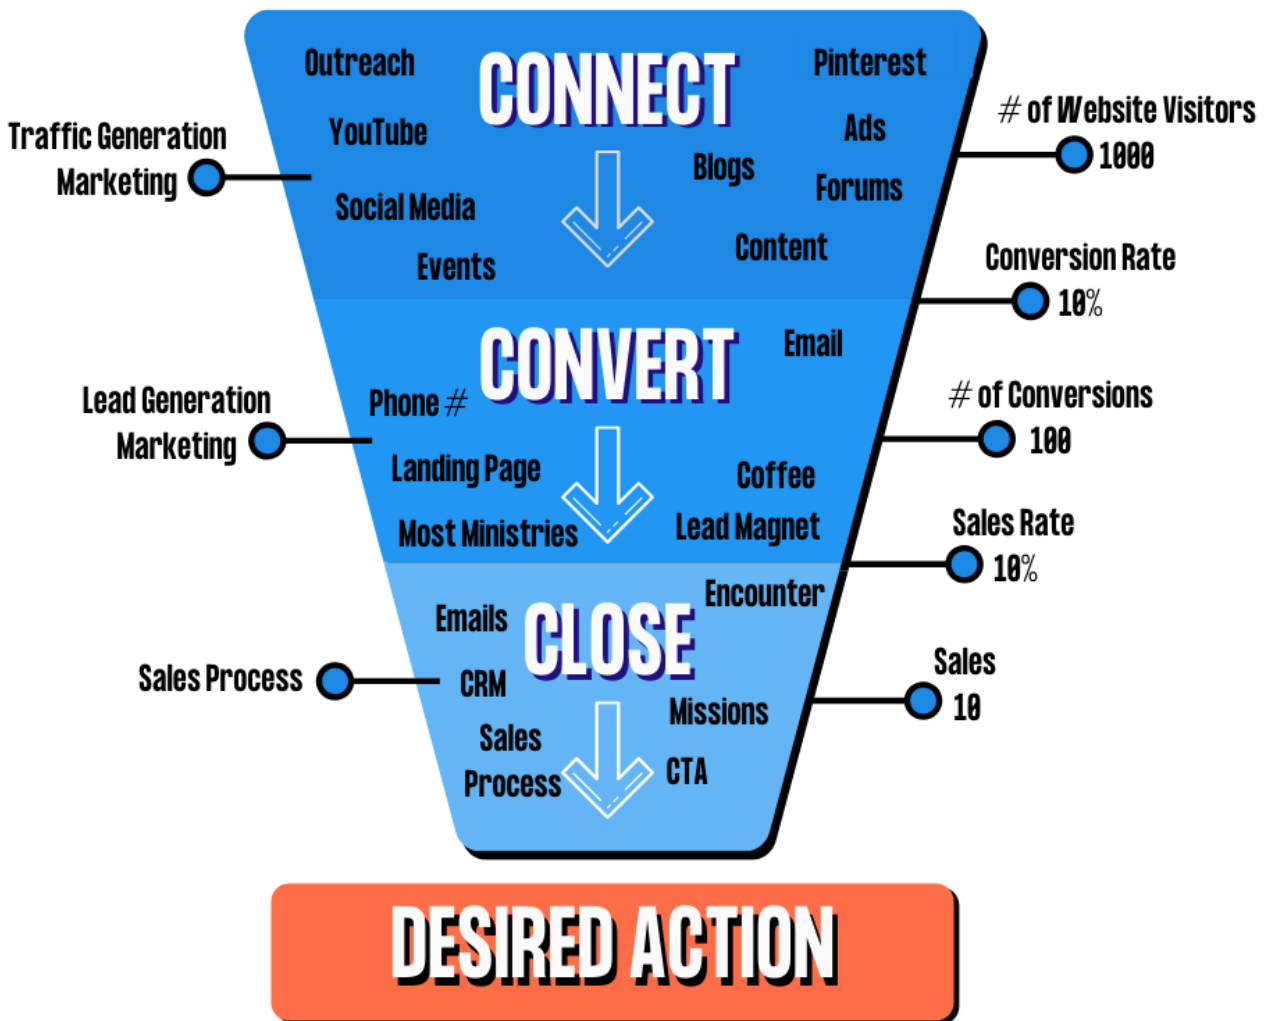 CONNECT
Outreach
YouTube
Social Media
Events
Pinterest
Ads
Blogs
Forums
Content
Traffic Generation
Marketing
# of Website Visitors
1000
Conversion Rate
10%
CONVERT
Email
Phone #
Landing Page
Most Ministries
Coffee
Lead Magnet
Lead Generation
Marketing
# of Conversions
100
Sales Rate
10%
CLOSE
Encounter
Emails
CRM
Sales
Process
Missions
CTA
Sales Process
Sales
10
DESIRED ACTION